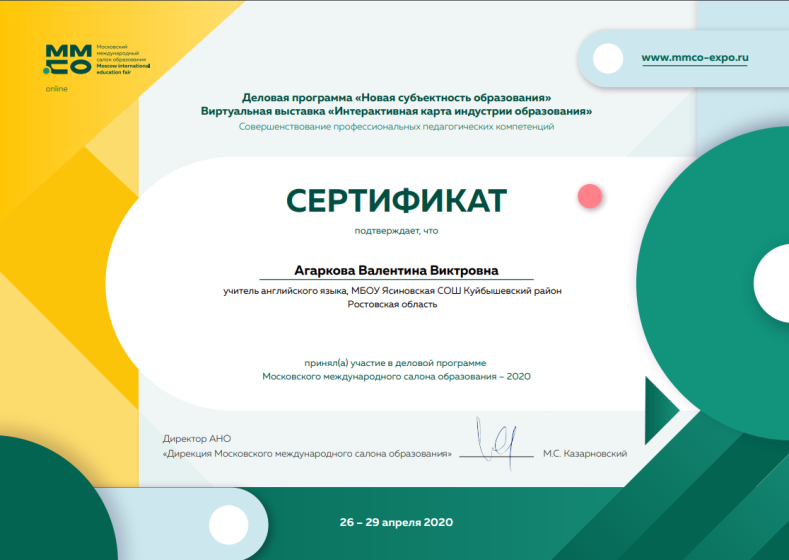 ММСО
Московский
международный
салон образования
Moscow international
education fair
online
www.mmco-expo.ru
Деловая программа «Новая субъектность образования»
Виртуальная выставка «Интерактивная карта индустрии образования»
Совершенствование профессиональных педагогических компетенций
СЕРТИФИКАТ
подтверждает, что
Агаркова Валентина Виктровна
учитель английского языка, МБОУ Ясиновская СОШ Куйбышевский район
Ростовская область
принял(а) участие в деловой программе
Московского международного салона образования – 2020
Директор АНО
«Дирекция Московского международного салона образования» М.С. Казарновский
26 – 29 апреля 2020